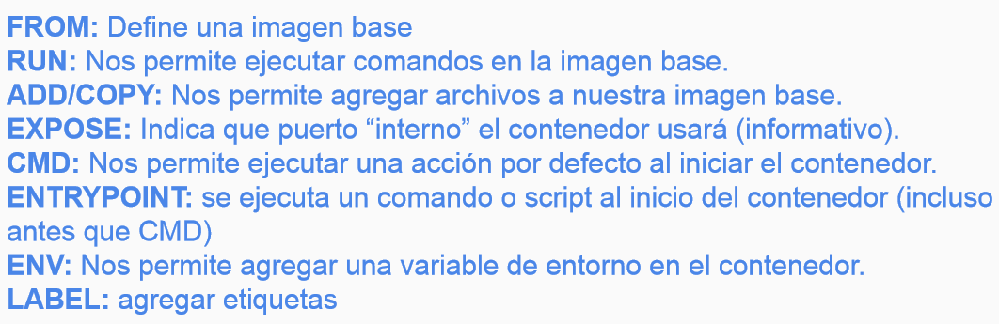 FROM: Define una imagen base
RUN: Nos permite ejecutar comandos en la imagen base.
ADD/COPY: Nos permite agregar archivos a nuestra imagen base.
EXPOSE: Indica que puerto “interno” el contenedor usará (informativo).
CMD: Nos permite ejecutar una acción por defecto al iniciar el contenedor.
ENTRYPOINT: se ejecuta un comando o script al inicio del contenedor (incluso
antes que CMD)
ENV: Nos permite agregar una variable de entorno en el contenedor.
LABEL: agregar etiquetas